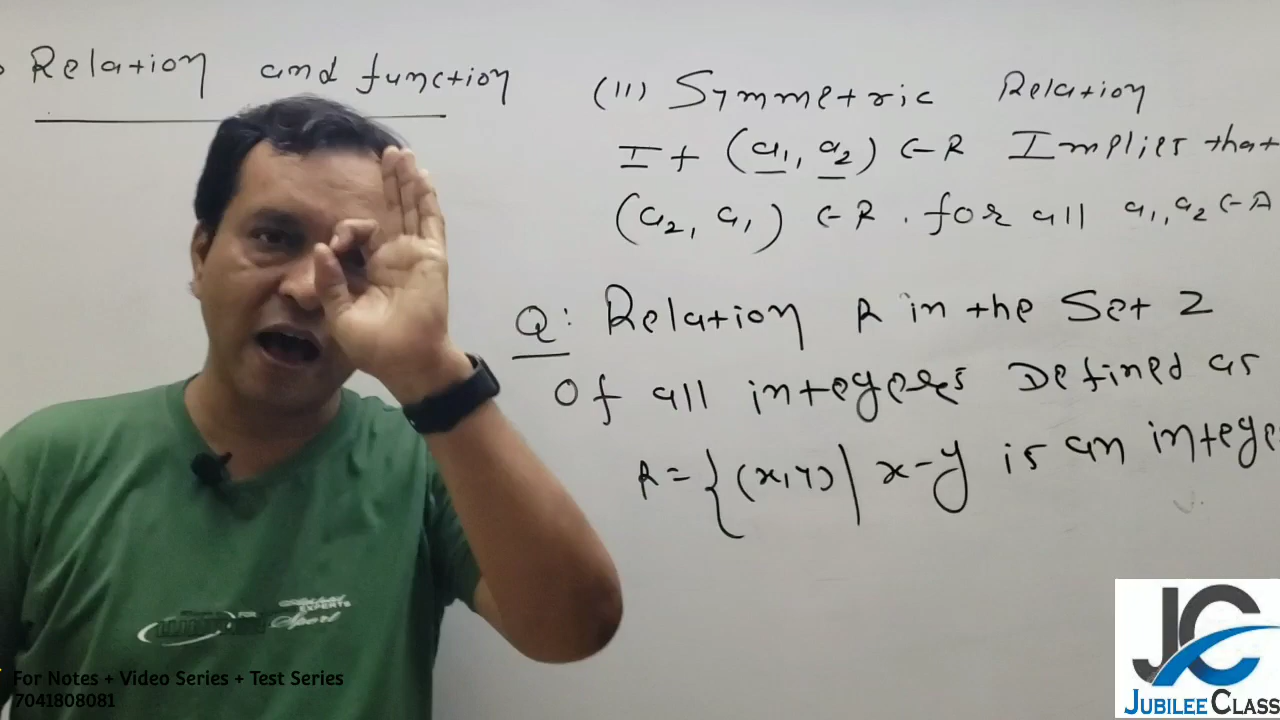 Relation and function
(II) Symmetric Relation
If (a₁, a₂) ∈ R Implies that
(a₂, a₁) ∈ R . for all a₁, a₂ ∈ A
Q: Relation R in the Set Z
Of all integers Defined as
R = { (x, y) | x - y is an intege
For Notes + Video Series + Test Series
7041808081
JC
JUBILEE CLASS